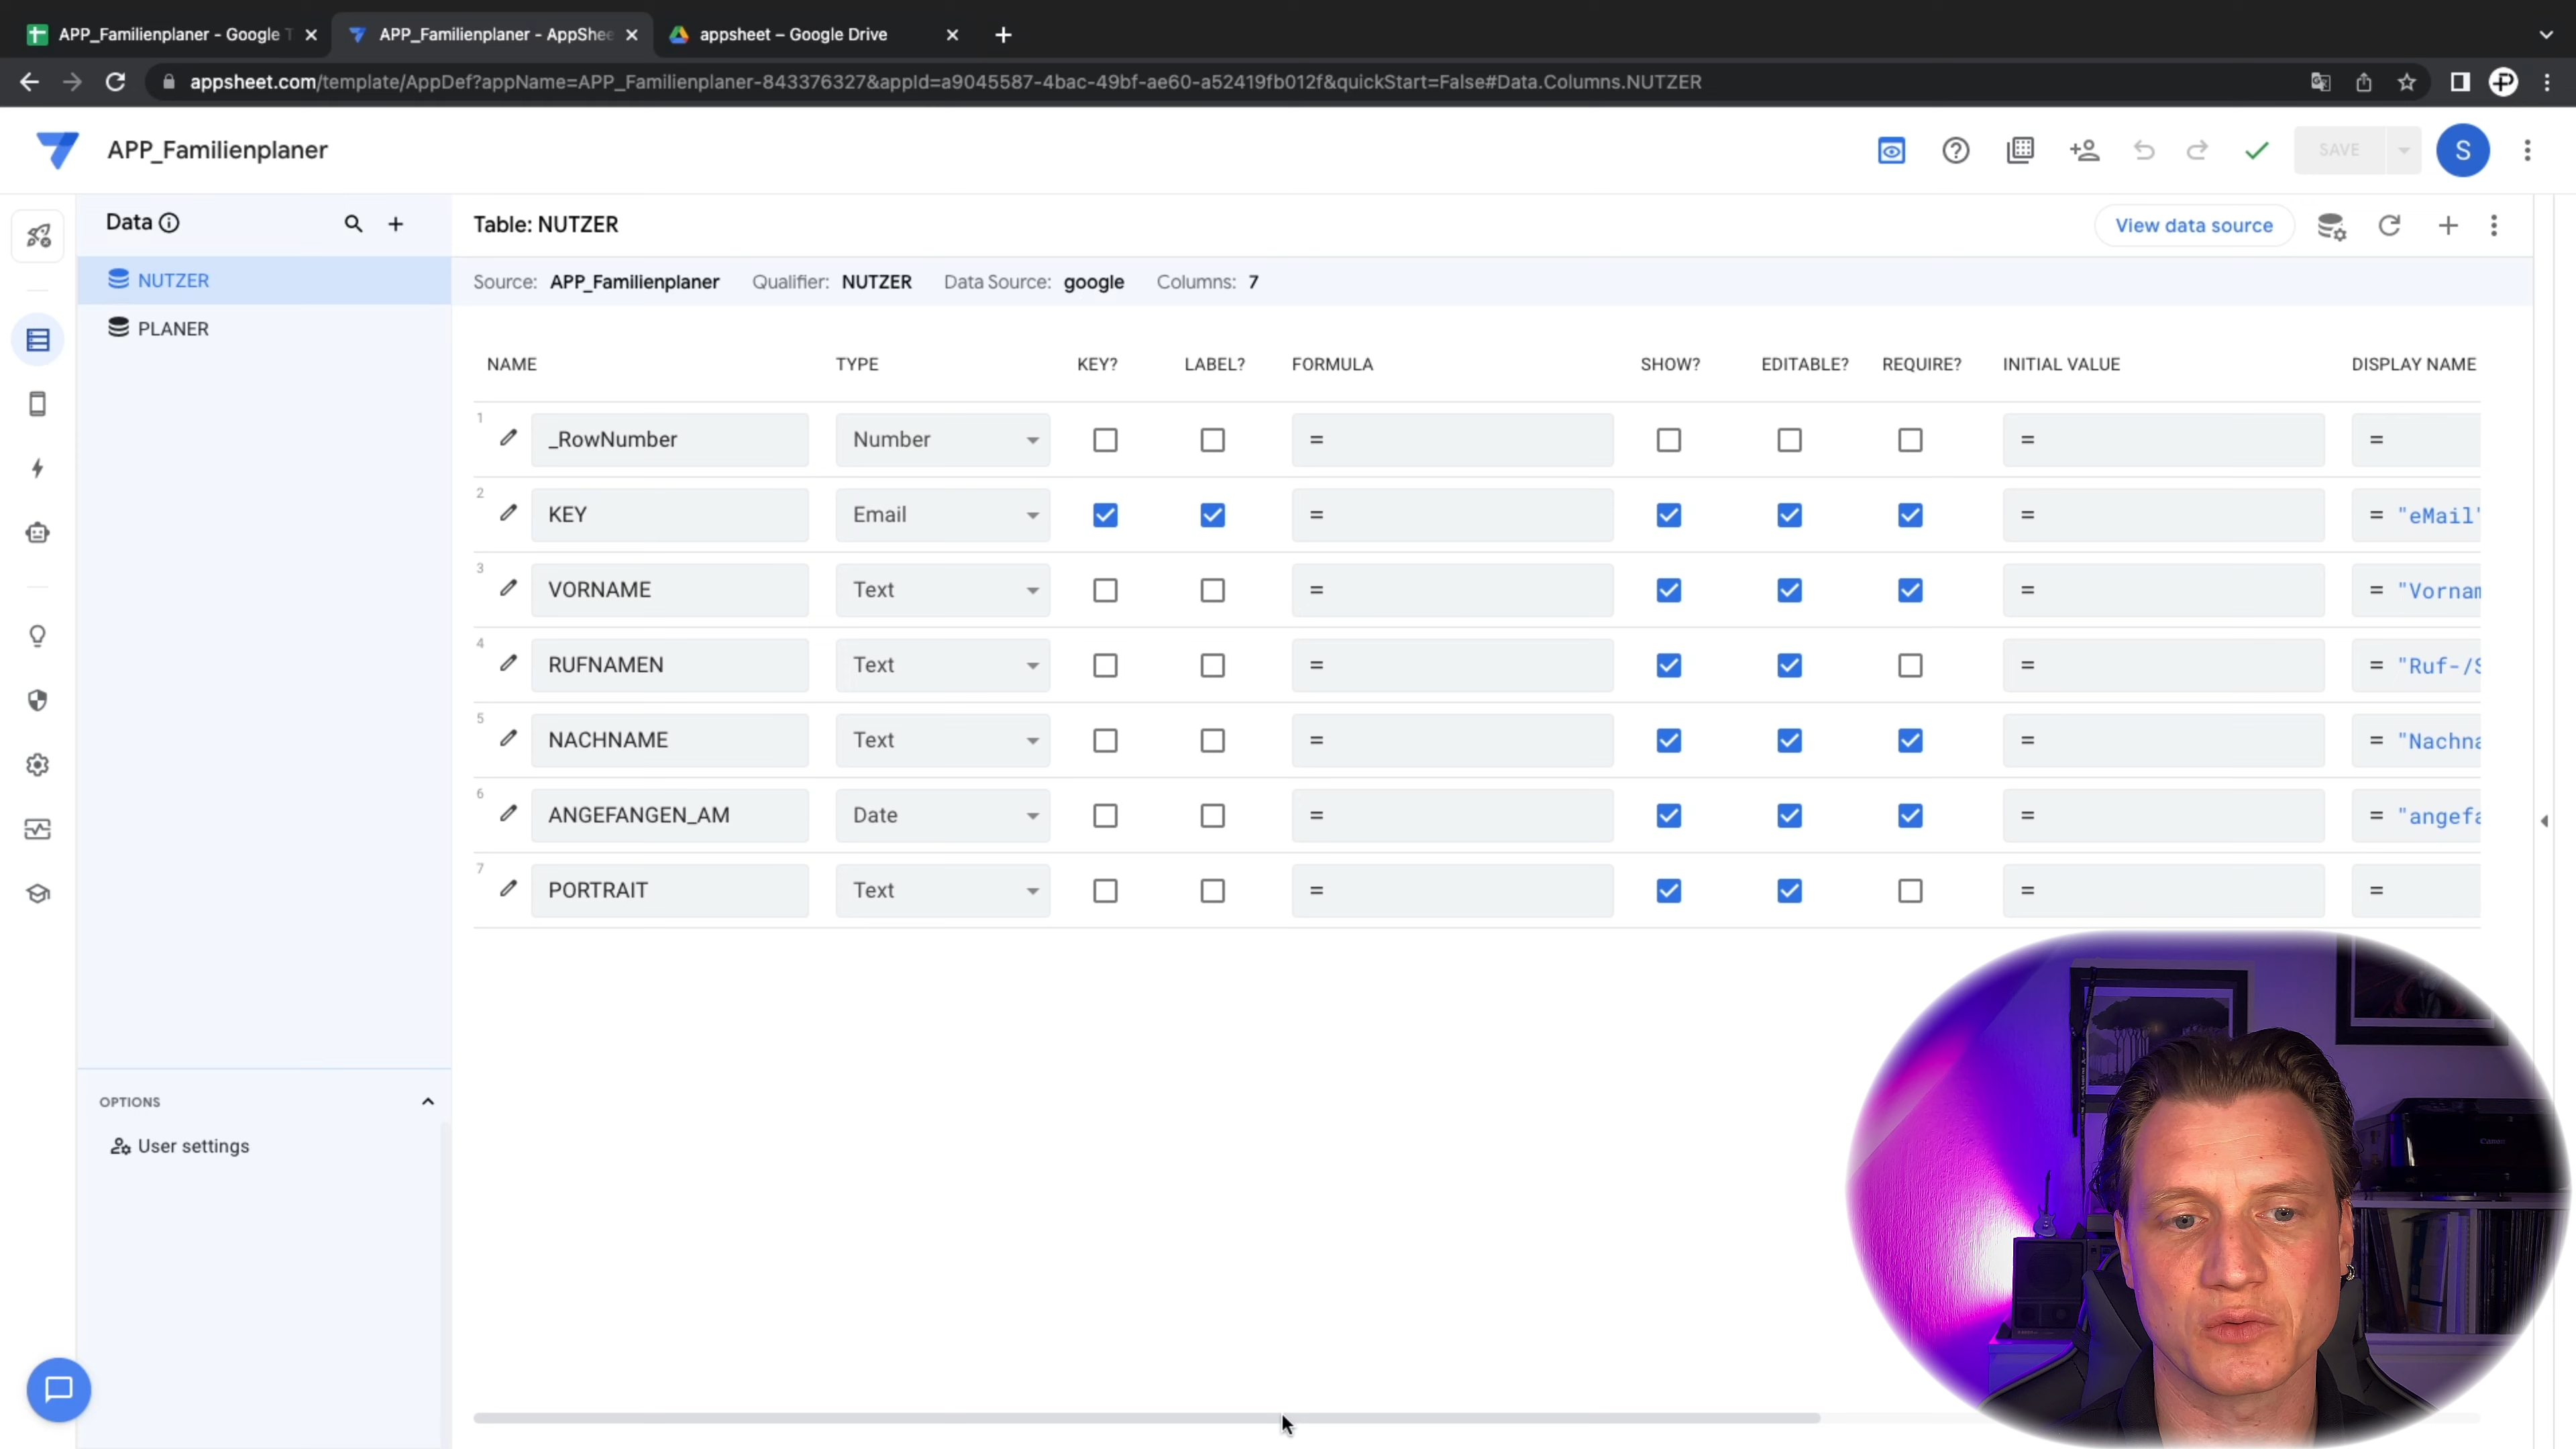 APP_Familienplaner - Google T
APP_Familienplaner - AppShee
appsheet – Google Drive
appsheet.com/template/AppDef?appName=APP_Familienplaner-843376327&appId=a9045587-4bac-49bf-ae60-a52419fb012f&quickStart=False#Data.Columns.NUTZER
APP_Familienplaner
SAVE
S
Data
NUTZER
PLANER
Table: NUTZER
View data source
Source: APP_Familienplaner Qualifier: NUTZER Data Source: google Columns: 7
NAME TYPE KEY? LABEL? FORMULA SHOW? EDITABLE? REQUIRE? INITIAL VALUE DISPLAY NAME
1 _RowNumber Number = = =
2 KEY Email = = = "eMail"
3 VORNAME Text = = = "Vornam
4 RUFNAMEN Text = = = "Ruf-/S
5 NACHNAME Text = = = "Nachna
6 ANGEFANGEN_AM Date = = = "angefa
7 PORTRAIT Text = = =
OPTIONS
User settings
Canon